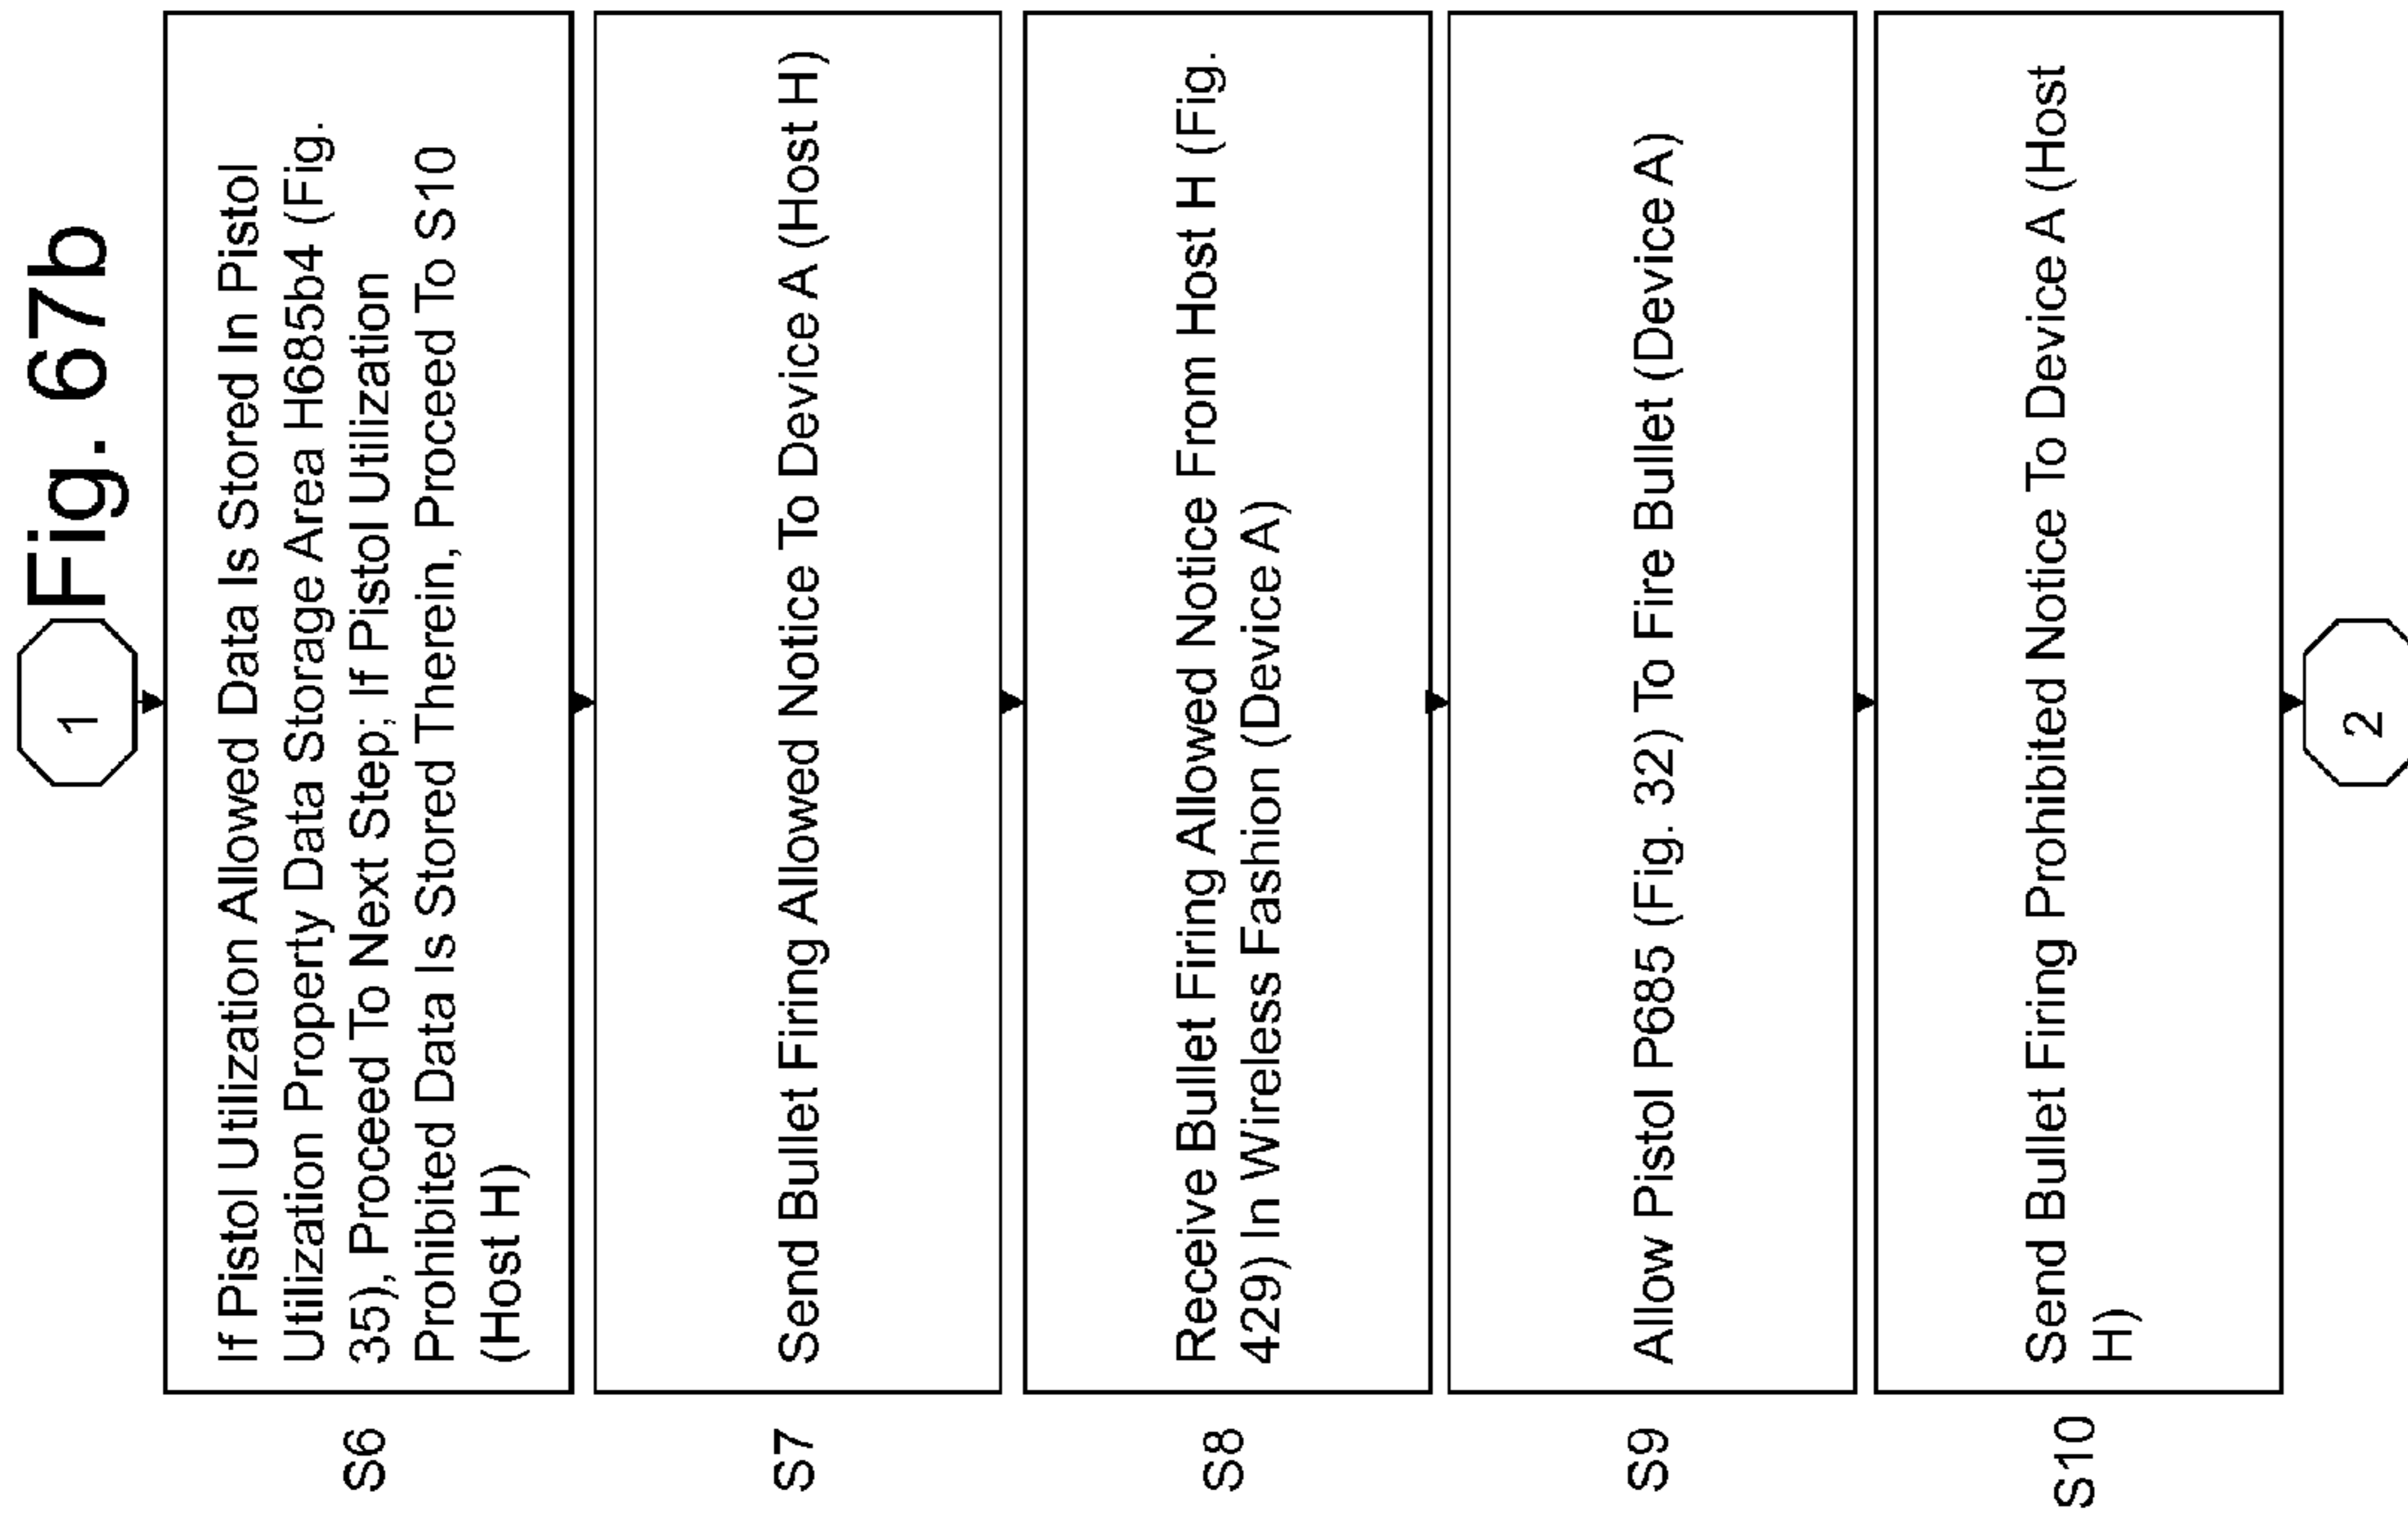 Fig. 67b
1
S6
If Pistol Utilization Allowed Data Is Stored In Pistol
Utilization Property Data Storage Area H685b4 (Fig.
35), Proceed To Next Step; If Pistol Utilization
Prohibited Data Is Stored Therein, Proceed To S10
(Host H)
S7
Send Bullet Firing Allowed Notice To Device A (Host H)
S8
Receive Bullet Firing Allowed Notice From Host H (Fig.
429) In Wireless Fashion (Device A)
S9
Allow Pistol P685 (Fig. 32) To Fire Bullet (Device A)
S10
Send Bullet Firing Prohibited Notice To Device A (Host
H)
2